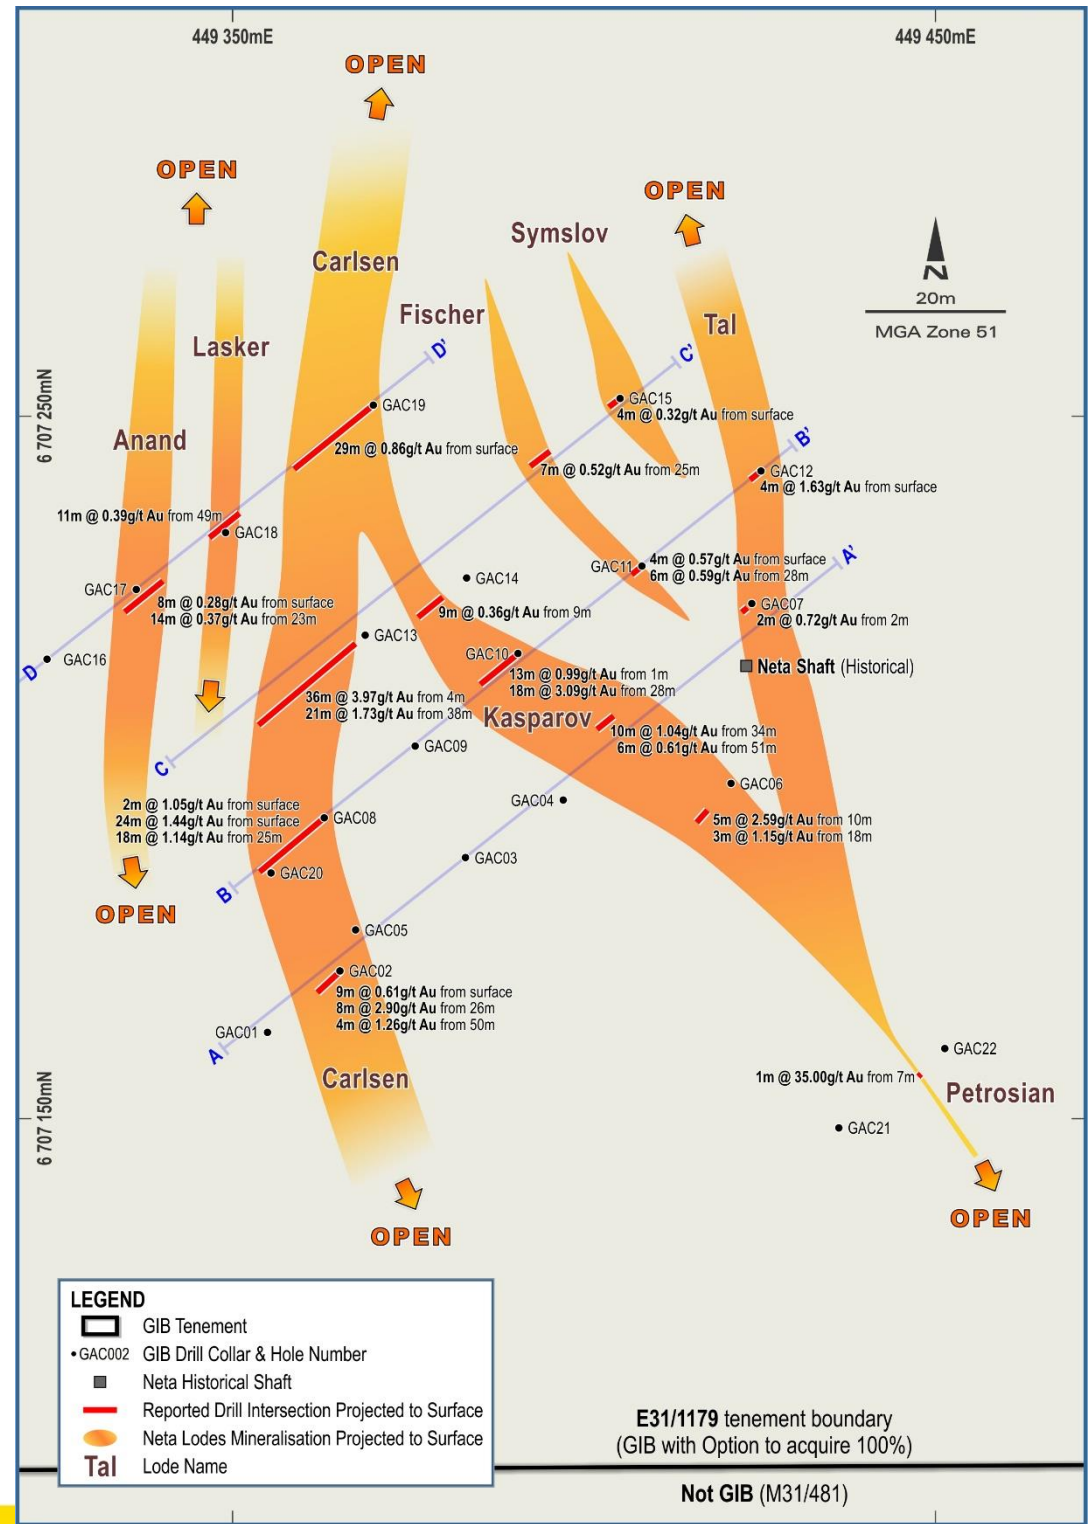 449 350mE
449 450mE
OPEN
OPEN
OPEN
Symslov
Carlsen
Fischer
Tal
N
20m
MGA Zone 51
Lasker
D'
C'
6 707 250mN
GAC19
GAC15
4m @ 0.32g/t Au from surface
Anand
29m @ 0.86g/t Au from surface
B'
7m @ 0.52g/t Au from 25m
GAC12
4m @ 1.63g/t Au from surface
11m @ 0.39g/t Au from 49m
GAC18
A'
GAC11
4m @ 0.57g/t Au from surface
6m @ 0.59g/t Au from 28m
GAC14
GAC17
8m @ 0.28g/t Au from surface
14m @ 0.37g/t Au from 23m
9m @ 0.36g/t Au from 9m
GAC07
2m @ 0.72g/t Au from 2m
GAC13
GAC16
D
GAC10
13m @ 0.99g/t Au from 1m
18m @ 3.09g/t Au from 28m
Neta Shaft (Historical)
36m @ 3.97g/t Au from 4m
21m @ 1.73g/t Au from 38m
Kasparov
10m @ 1.04g/t Au from 34m
6m @ 0.61g/t Au from 51m
GAC09
C
GAC06
GAC04
2m @ 1.05g/t Au from surface
24m @ 1.44g/t Au from surface
18m @ 1.14g/t Au from 25m
GAC08
5m @ 2.59g/t Au from 10m
3m @ 1.15g/t Au from 18m
GAC03
GAC20
B
OPEN
GAC05
GAC02
9m @ 0.61g/t Au from surface
8m @ 2.90g/t Au from 26m
4m @ 1.26g/t Au from 50m
GAC01
A
GAC22
Carlsen
1m @ 35.00g/t Au from 7m
Petrosian
6 707 150mN
GAC21
OPEN
OPEN
LEGEND
GIB Tenement
GAC002 GIB Drill Collar & Hole Number
Neta Historical Shaft
Reported Drill Intersection Projected to Surface
Neta Lodes Mineralisation Projected to Surface
Tal Lode Name
E31/1179 tenement boundary
(GIB with Option to acquire 100%)
Not GIB (M31/481)